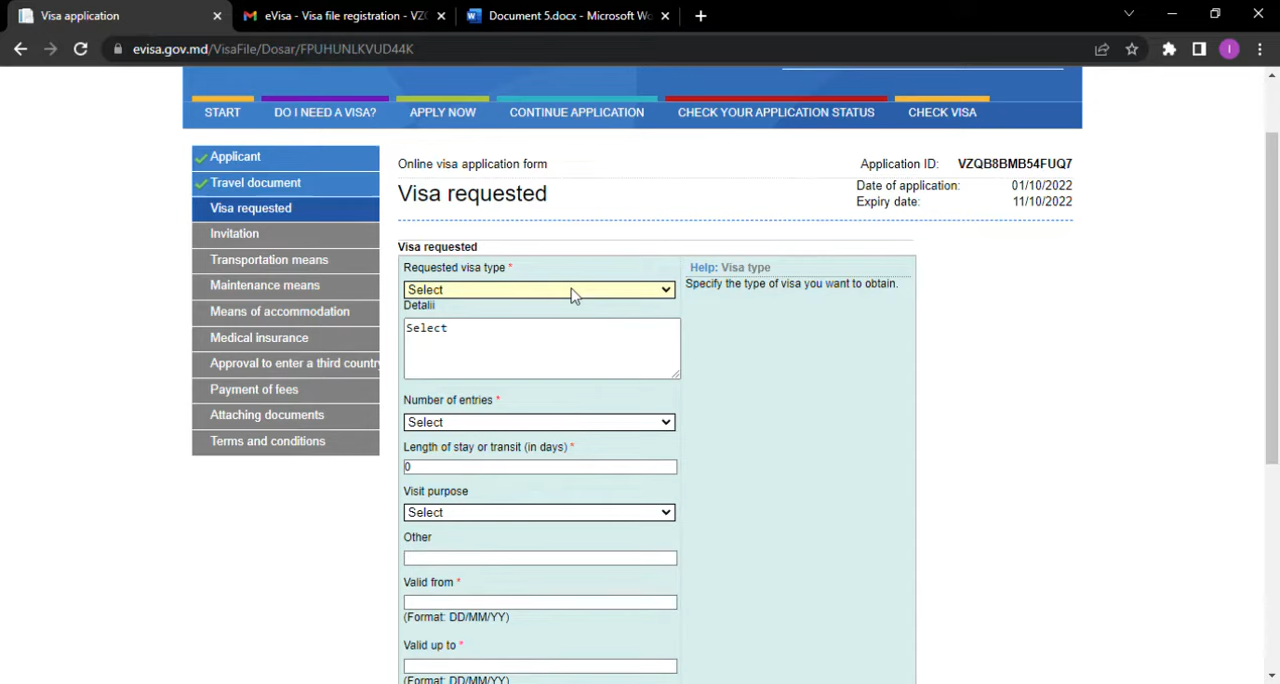 Visa application
eVisa - Visa file registration - VZ
Document 5.docx - Microsoft Wo
evisa.gov.md/VisaFile/Dosar/FPUHUNLKVUD44K
I
START
DO I NEED A VISA?
APPLY NOW
CONTINUE APPLICATION
CHECK YOUR APPLICATION STATUS
CHECK VISA
Applicant
Travel document
Visa requested
Invitation
Transportation means
Maintenance means
Means of accommodation
Medical insurance
Approval to enter a third country
Payment of fees
Attaching documents
Terms and conditions
Online visa application form
Application ID: VZQB8BMB54FUQ7
Visa requested
Date of application: 01/10/2022
Expiry date: 11/10/2022
Visa requested
Requested visa type *
Select
Detalii
Select
Number of entries *
Select
Length of stay or transit (in days) *
0
Visit purpose
Select
Other
Valid from *
(Format: DD/MM/YY)
Valid up to *
(Format: DD/MM/YY)
Help: Visa type
Specify the type of visa you want to obtain.